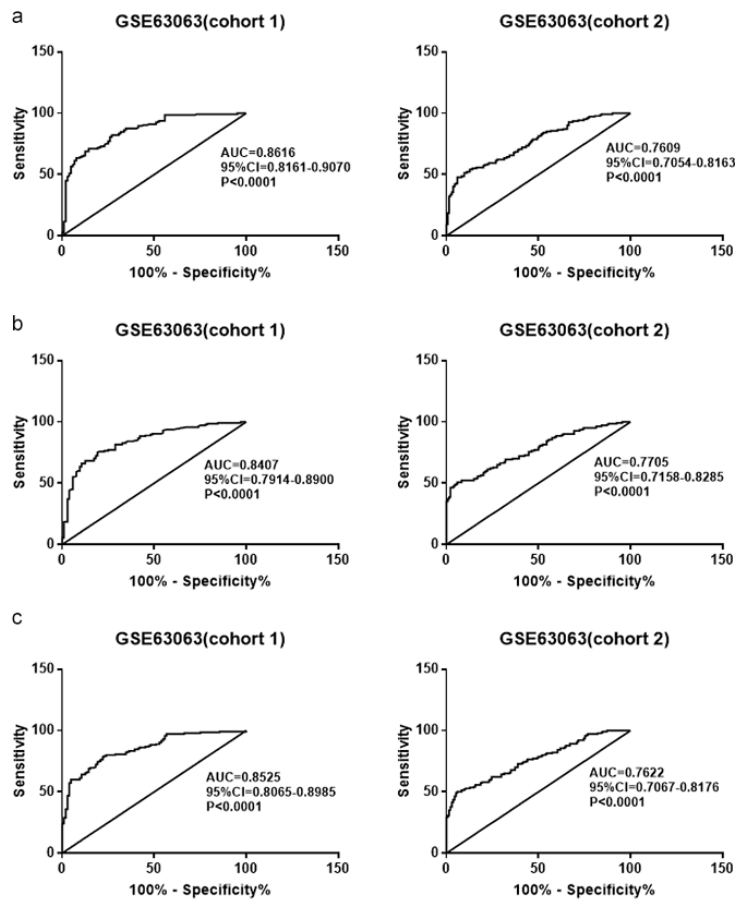 a
GSE63063(cohort 1)
150
100
50
0
Sensitivity
AUC=0.8616
95%CI=0.8161-0.9070
P<0.0001
0 50 100 150
100% - Specificity%
GSE63063(cohort 2)
150
100
50
0
Sensitivity
AUC=0.7609
95%CI=0.7054-0.8163
P<0.0001
0 50 100 150
100% - Specificity%
b
GSE63063(cohort 1)
150
100
50
0
Sensitivity
AUC=0.8407
95%CI=0.7914-0.8900
P<0.0001
0 50 100 150
100% - Specificity%
GSE63063(cohort 2)
150
100
50
0
Sensitivity
AUC=0.7705
95%CI=0.7158-0.8285
P<0.0001
0 50 100 150
100% - Specificity%
c
GSE63063(cohort 1)
150
100
50
0
Sensitivity
AUC=0.8525
95%CI=0.8065-0.8985
P<0.0001
0 50 100 150
100% - Specificity%
GSE63063(cohort 2)
150
100
50
0
Sensitivity
AUC=0.7622
95%CI=0.7067-0.8176
P<0.0001
0 50 100 150
100% - Specificity%